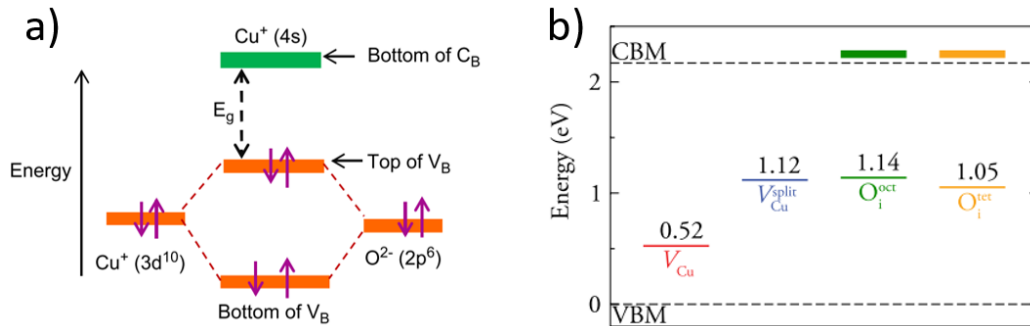 a)
Cu⁺ (4s)
Bottom of C_B
E_g
Energy
Top of V_B
Cu⁺ (3d¹⁰)
O²⁻ (2p⁶)
Bottom of V_B
b)
CBM
2
1
0
Energy (eV)
0.52
V_Cu
1.12
V_Cu^split
1.14
O_i^oct
1.05
O_i^tet
VBM